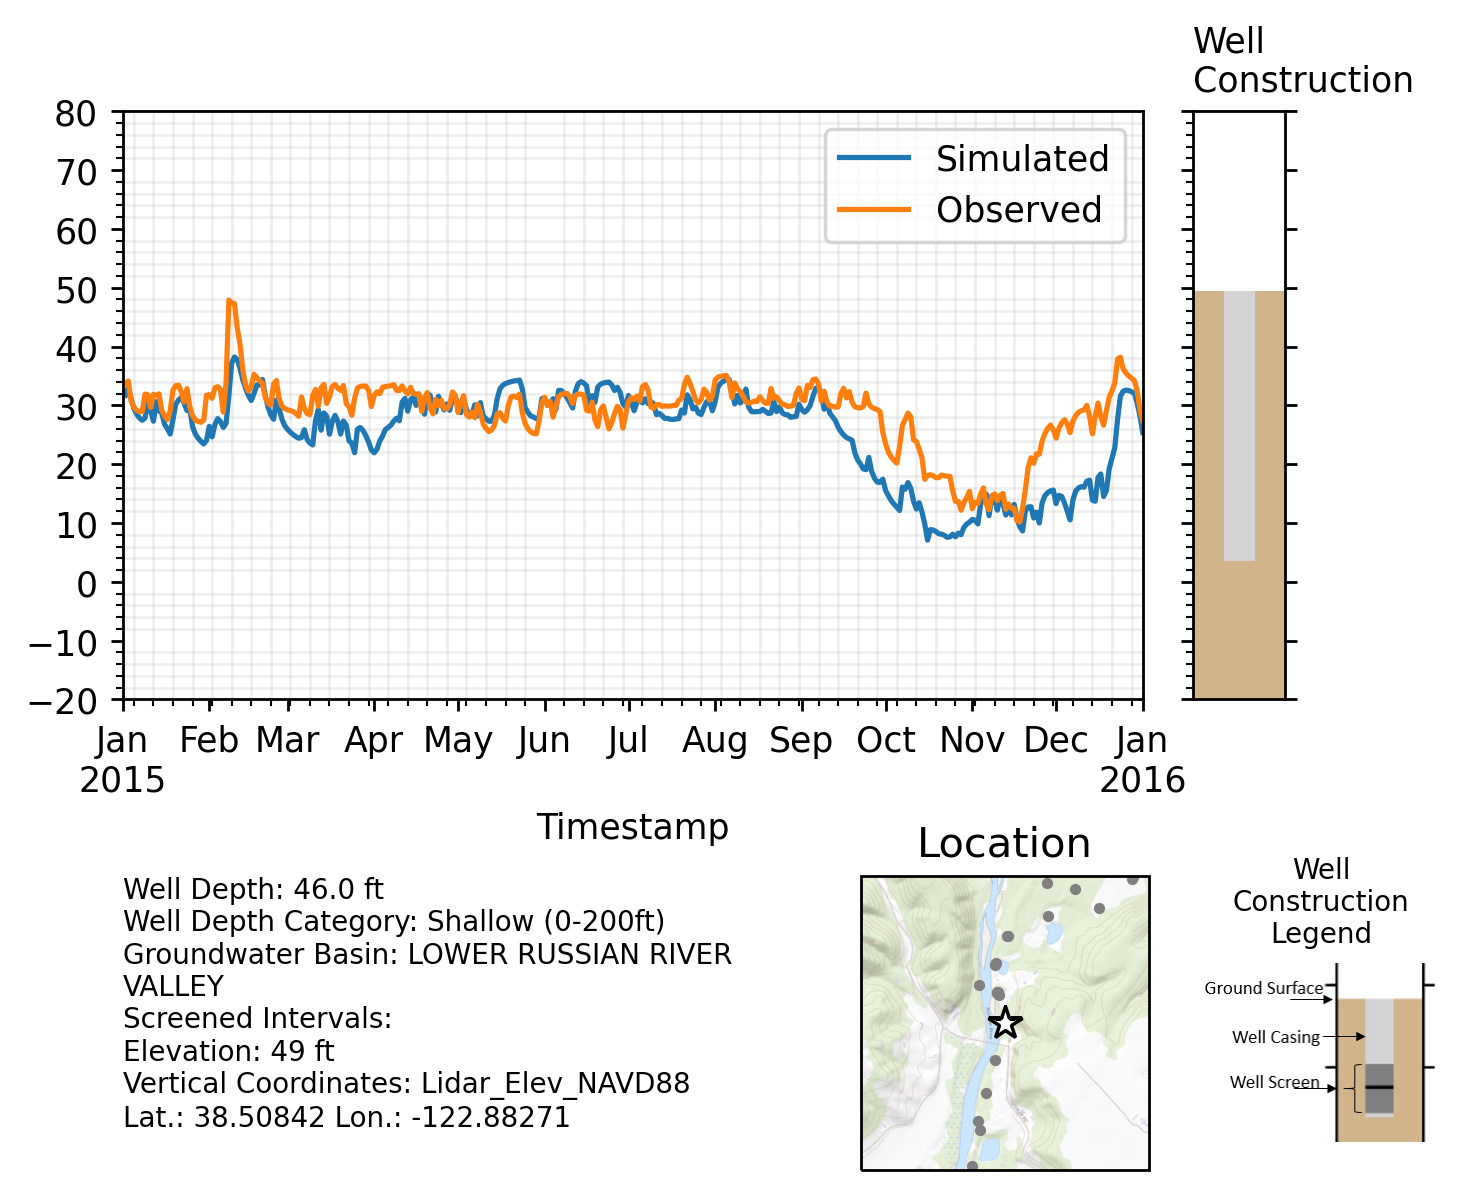 Well
Construction
80
70
60
50
40
30
20
10
0
−10
−20
Simulated
Observed
Jan Feb Mar Apr May Jun Jul Aug Sep Oct Nov Dec Jan
2015 2016
Timestamp
Well Depth: 46.0 ft
Well Depth Category: Shallow (0-200ft)
Groundwater Basin: LOWER RUSSIAN RIVER
VALLEY
Screened Intervals:
Elevation: 49 ft
Vertical Coordinates: Lidar_Elev_NAVD88
Lat.: 38.50842 Lon.: -122.88271
Location
Well
Construction
Legend
Ground Surface
Well Casing
Well Screen